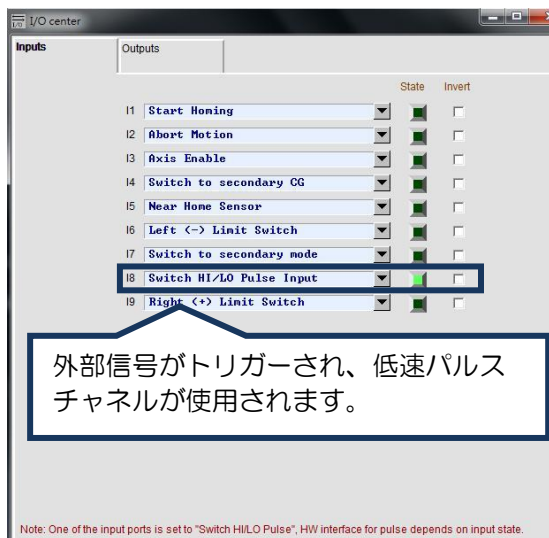 I/O center
Inputs
Outputs
State Invert
I1 Start Homing
I2 Abort Motion
I3 Axis Enable
I4 Switch to secondary CG
I5 Near Home Sensor
I6 Left (-) Limit Switch
I7 Switch to secondary mode
I8 Switch HI/LO Pulse Input
I9 Right (+) Limit Switch
外部信号がトリガーされ、低速パルス
チャネルが使用されます。
Note: One of the input ports is set to "Switch HI/LO Pulse", HW interface for pulse depends on input state.